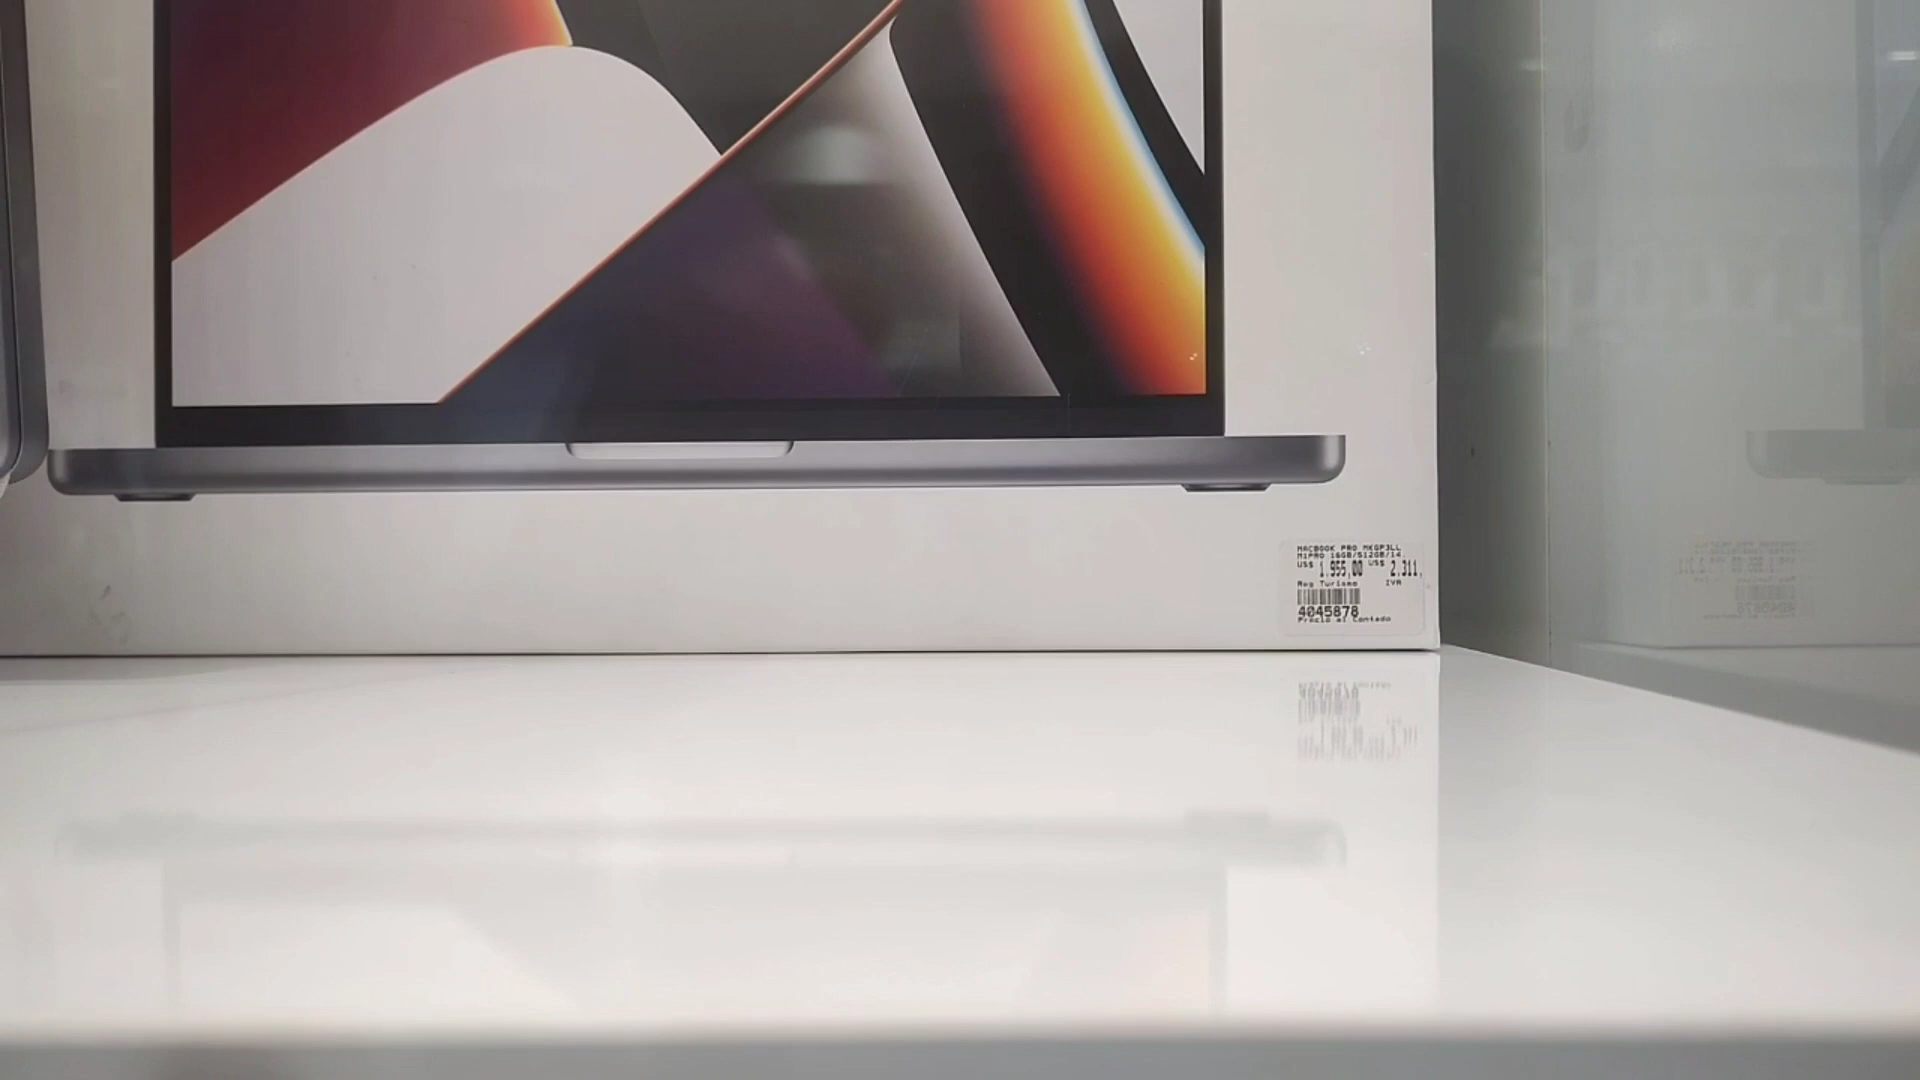 MACBOOK PRO MKGP3LL
M1PRO 16GB/512GB/14.
US$ 1.955,00 US$ 2.311,
Reg Turismo IVA
4045878
Precio al Contado